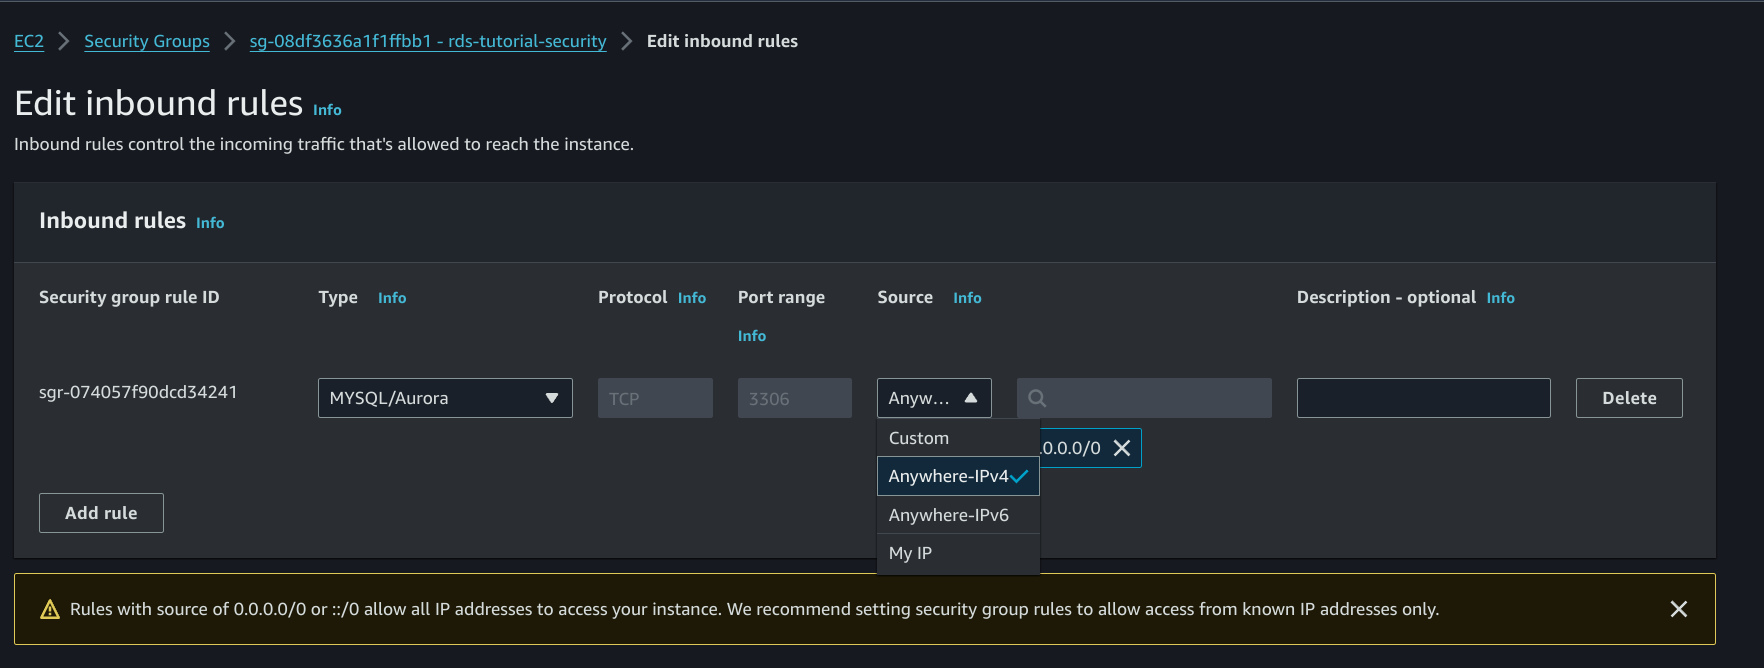 EC2 > Security Groups > sg-08df3636a1f1ffbb1 - rds-tutorial-security > Edit inbound rules
Edit inbound rules Info
Inbound rules control the incoming traffic that's allowed to reach the instance.
Inbound rules Info
Security group rule ID Type Info Protocol Info Port range Source Info Description - optional Info
Info
sgr-074057f90dcd34241 MYSQL/Aurora TCP 3306 Anyw... Delete
Custom .0.0.0/0
Anywhere-IPv4
Anywhere-IPv6
Add rule
My IP
Rules with source of 0.0.0.0/0 or ::/0 allow all IP addresses to access your instance. We recommend setting security group rules to allow access from known IP addresses only.